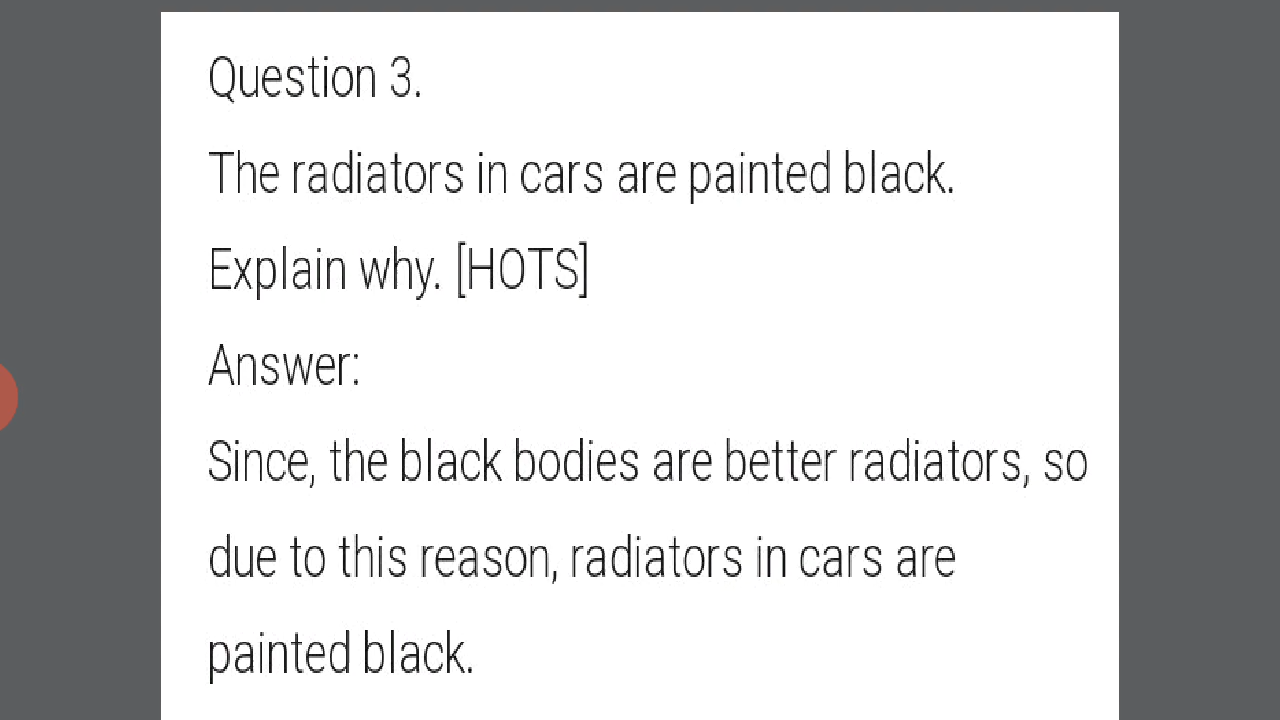 Question 3.
The radiators in cars are painted black.
Explain why. [HOTS]
Answer:
Since, the black bodies are better radiators, so
due to this reason, radiators in cars are
painted black.